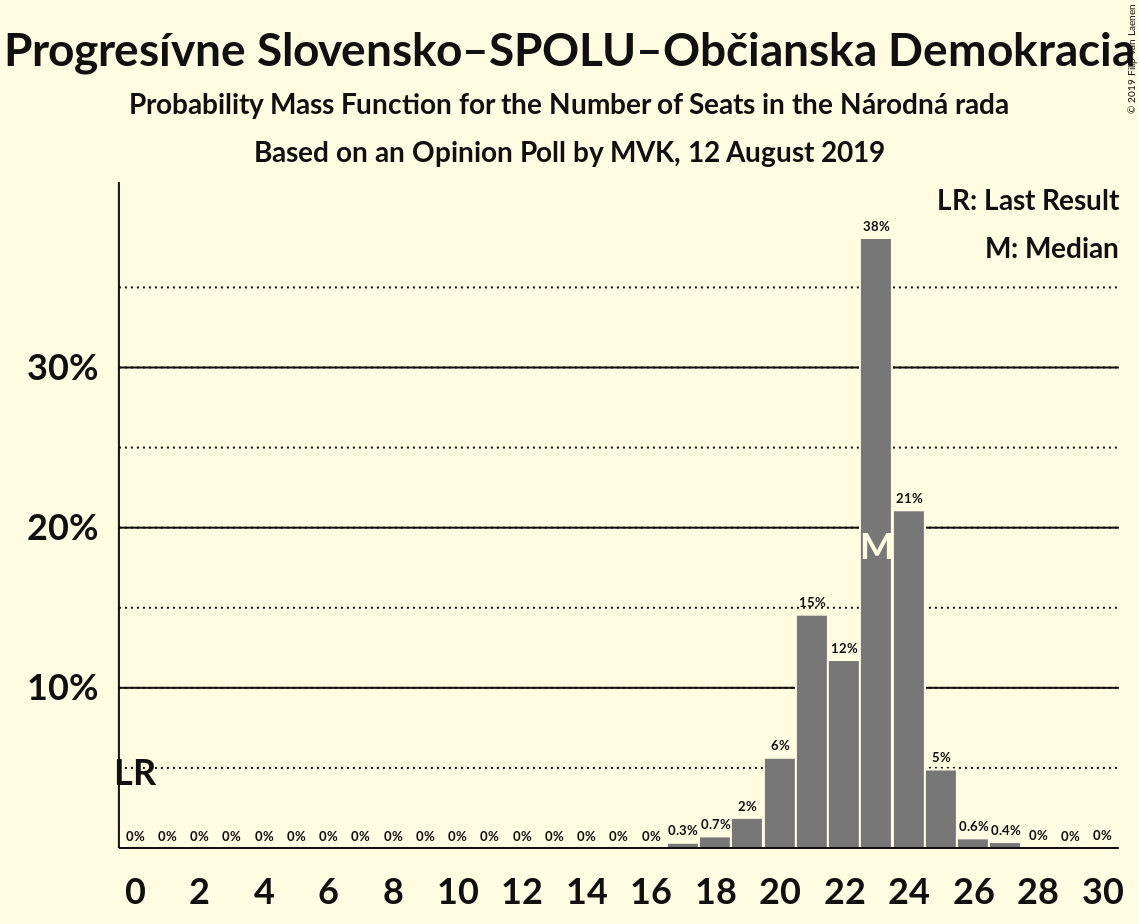 Progresívne Slovensko–SPOLU–Občianska Demokracia
© 2019 Filip van Laenen
Probability Mass Function for the Number of Seats in the Národná rada
Based on an Opinion Poll by MVK, 12 August 2019
LR: Last Result
M: Median
38%
30%
21%
20%
M
15%
12%
10%
6%
5%
LR
2%
0% 0% 0% 0% 0% 0% 0% 0% 0% 0% 0% 0% 0% 0% 0% 0% 0% 0.3% 0.7% 0.6% 0.4% 0% 0% 0%
0 2 4 6 8 10 12 14 16 18 20 22 24 26 28 30